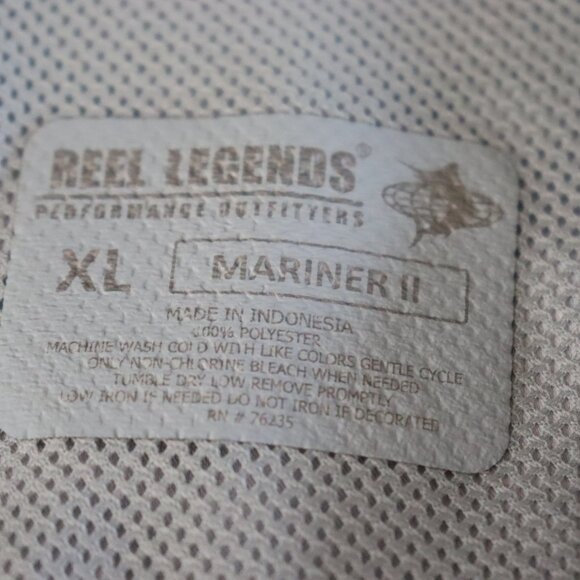 REEL LEGENDS®
PERFORMANCE OUTFITTERS
XL MARINER II
MADE IN INDONESIA
100% POLYESTER
MACHINE WASH COLD WITH LIKE COLORS GENTLE CYCLE
ONLY NON-CHLORINE BLEACH WHEN NEEDED
TUMBLE DRY LOW REMOVE PROMPTLY
LOW IRON IF NEEDED DO NOT IRON IF DECORATED
RN # 76235